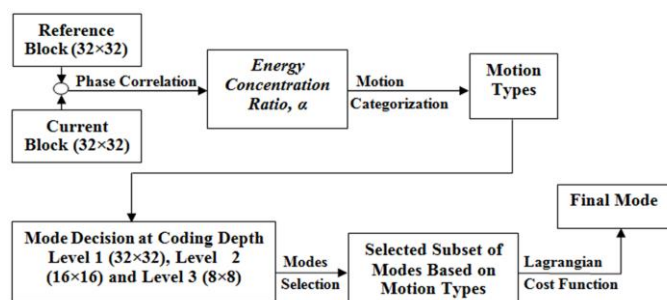 Reference
Block (32×32)
Phase Correlation
Current
Block (32×32)
Energy
Concentration
Ratio, α
Motion
Categorization
Motion
Types
Mode Decision at Coding Depth
Level 1 (32×32), Level 2
(16×16) and Level 3 (8×8)
Modes
Selection
Selected Subset of
Modes Based on
Motion Types
Lagrangian
Cost Function
Final Mode